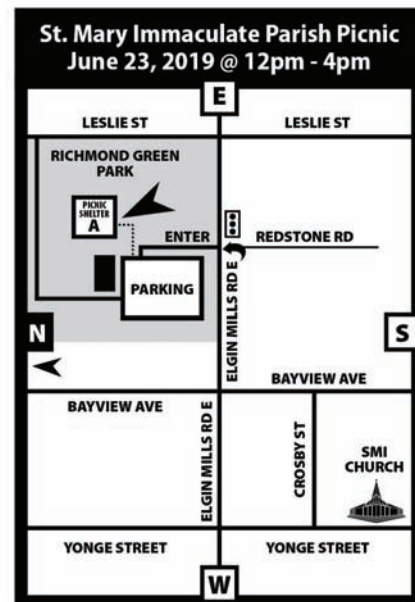 St. Mary Immaculate Parish Picnic
June 23, 2019 @ 12pm - 4pm
E
LESLIE ST
LESLIE ST
RICHMOND GREEN
PARK
PICNIC
SHELTER
A
ENTER
REDSTONE RD
PARKING
ELGIN MILLS RD E
N
S
BAYVIEW AVE
BAYVIEW AVE
ELGIN MILLS RD E
CROSBY ST
SMI
CHURCH
YONGE STREET
YONGE STREET
W